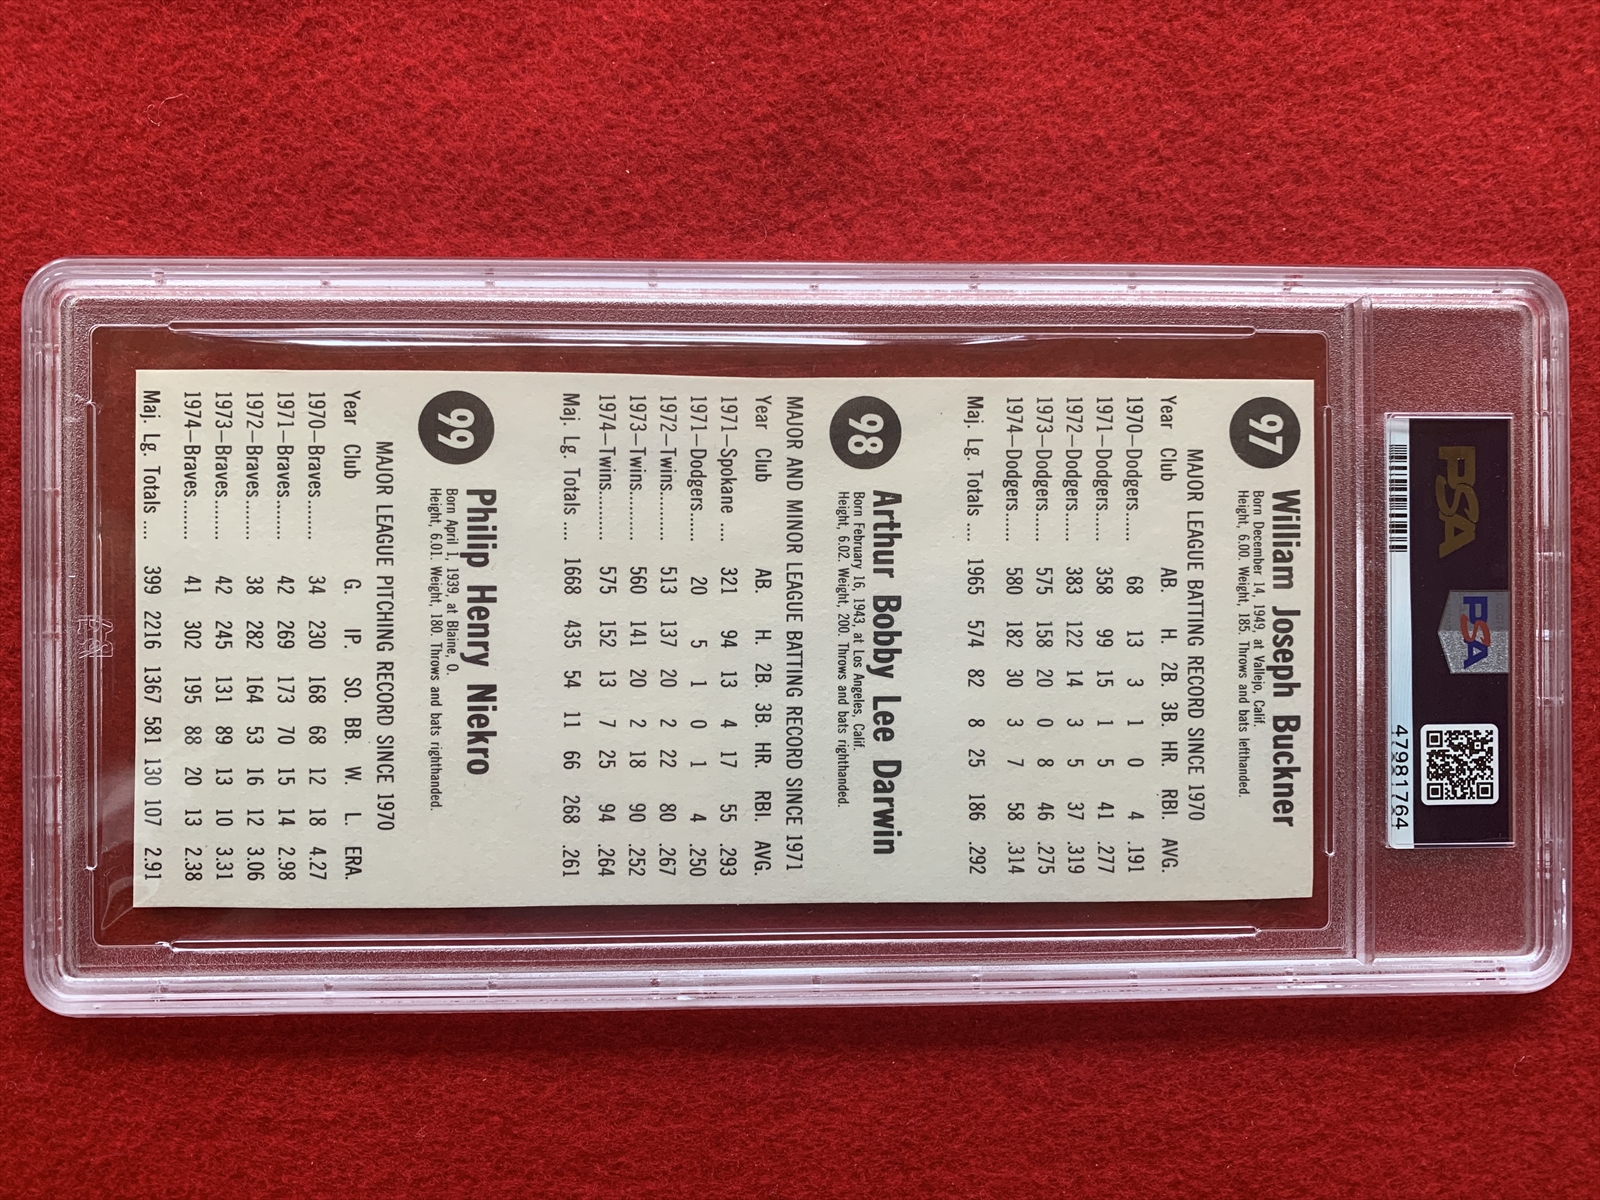 PSA
PSA
47981764
97
William Joseph Buckner
Born December 14, 1949, at Vallejo, Calif.
Height, 6.00. Weight, 185. Throws and bats lefthanded.
MAJOR LEAGUE BATTING RECORD SINCE 1970
Year Club AB. H. 2B. 3B. HR. RBI. AVG.
1970—Dodgers...... 68 13 3 1 0 4 .191
1971—Dodgers...... 358 99 15 1 5 41 .277
1972—Dodgers...... 383 122 14 3 5 37 .319
1973—Dodgers...... 575 158 20 0 8 46 .275
1974—Dodgers...... 580 182 30 3 7 58 .314
Maj. Lg. Totals .... 1965 574 82 8 25 186 .292
98
Arthur Bobby Lee Darwin
Born February 16, 1943, at Los Angeles, Calif.
Height, 6.02. Weight, 200. Throws and bats righthanded.
MAJOR AND MINOR LEAGUE BATTING RECORD SINCE 1971
Year Club AB. H. 2B. 3B. HR. RBI. AVG.
1971—Spokane .... 321 94 13 4 17 55 .293
1971—Dodgers...... 20 5 1 0 1 4 .250
1972—Twins.......... 513 137 20 2 22 80 .267
1973—Twins.......... 560 141 20 2 18 90 .252
1974—Twins.......... 575 152 13 7 25 94 .264
Maj. Lg. Totals .... 1668 435 54 11 66 268 .261
99
Philip Henry Niekro
Born April 1, 1939, at Blaine, O.
Height, 6.01. Weight, 180. Throws and bats righthanded.
MAJOR LEAGUE PITCHING RECORD SINCE 1970
Year Club G. IP. SO. BB. W. L. ERA.
1970—Braves........ 34 230 168 68 12 18 4.27
1971—Braves........ 42 269 173 70 15 14 2.98
1972—Braves........ 38 282 164 53 16 12 3.06
1973—Braves........ 42 245 131 89 13 10 3.31
1974—Braves........ 41 302 195 88 20 13 2.38
Maj. Lg. Totals .... 399 2216 1367 581 130 107 2.91
PSA